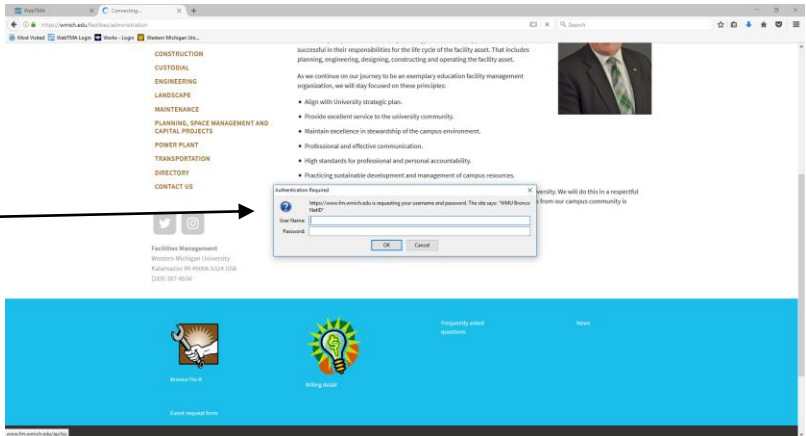 WebTMA
Connecting...
https://wmich.edu/facilities/administration
Search
Most Visited WebTMA Login Works - Login Western Michigan Uni...
CONSTRUCTION
CUSTODIAL
ENGINEERING
LANDSCAPE
MAINTENANCE
PLANNING, SPACE MANAGEMENT AND
CAPITAL PROJECTS
POWER PLANT
TRANSPORTATION
DIRECTORY
CONTACT US
Facilities Management
Western Michigan University
Kalamazoo MI 49008-5324 USA
(269) 387-8556
successful in their responsibilities for the life cycle of the facility asset. That includes
planning, engineering, designing, constructing and operating the facility asset.
As we continue on our journey to be an exemplary education facility management
organization, we will stay focused on these principles:
• Align with University strategic plan.
• Provide excellent service to the university community.
• Maintain excellence in stewardship of the campus environment.
• Professional and effective communication.
• High standards for professional and personal accountability.
• Practicing sustainable development and management of campus resources.
versity. We will do this in a respectful
from our campus community is
Authentication Required
https://www.fm.wmich.edu is requesting your username and password. The site says: "WMU Bronco
NetID"
User Name:
Password:
OK Cancel
Bronco Fix-It
Billing detail
Frequently asked
questions
News
Event request form
www.fm.wmich.edu/ap/fix